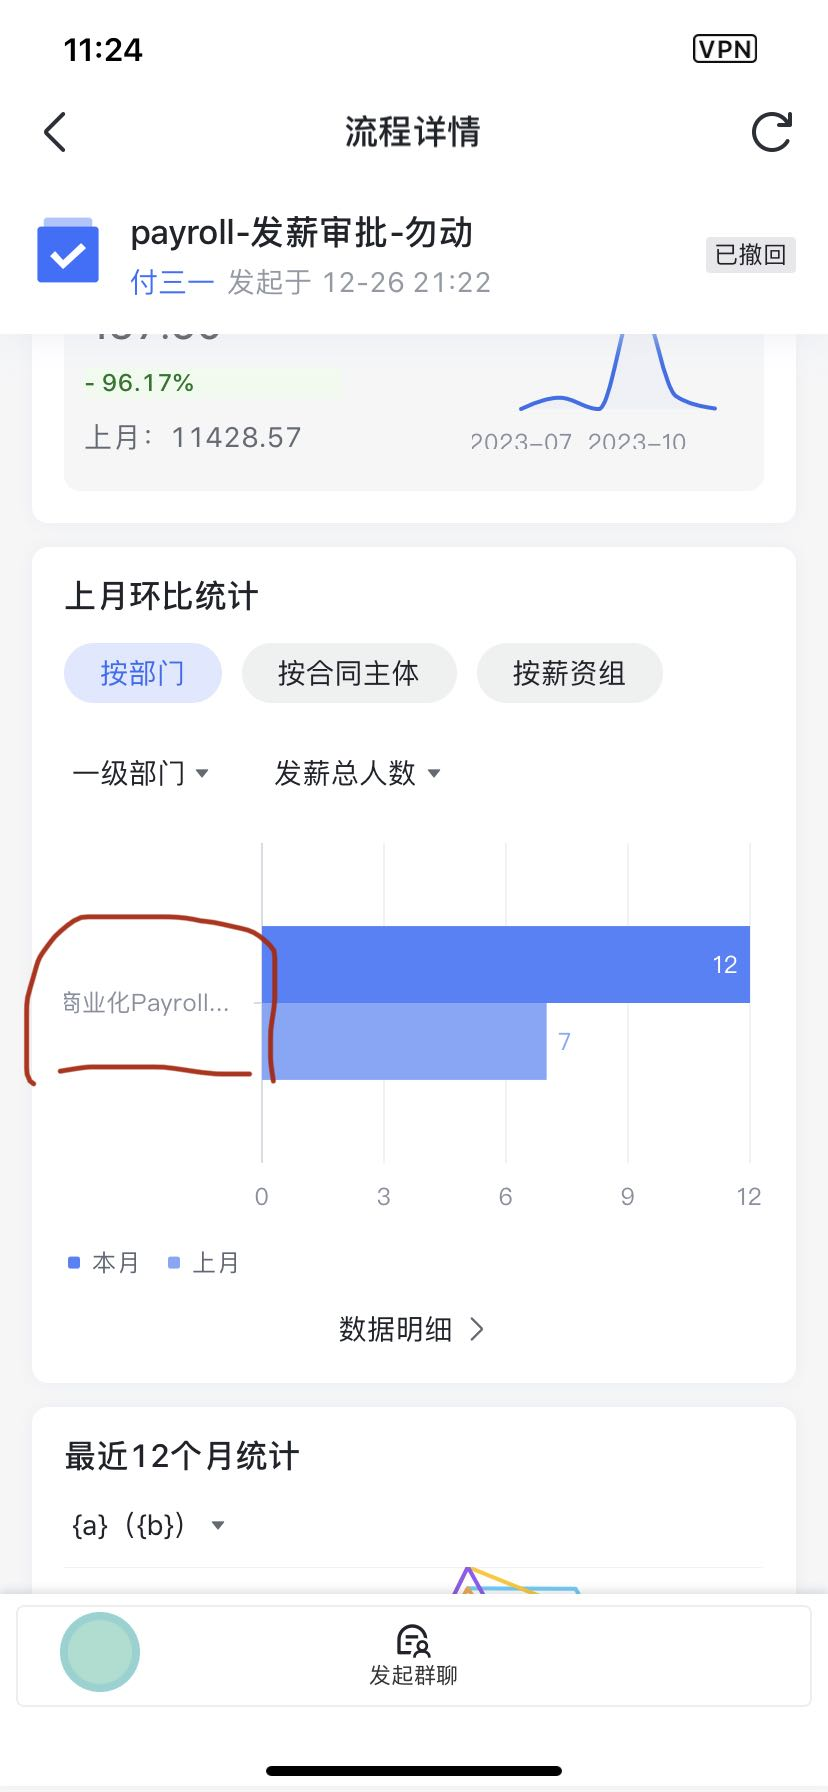 11:24
VPN
流程详情
payroll-发薪审批-勿动
付三一 发起于 12-26 21:22
已撤回
- 96.17%
上月: 11428.57
2023-07 2023-10
上月环比统计
按部门 按合同主体 按薪资组
一级部门 发薪总人数
12
商业化Payroll...
7
0 3 6 9 12
本月 上月
数据明细
最近12个月统计
{a}({b})
发起群聊